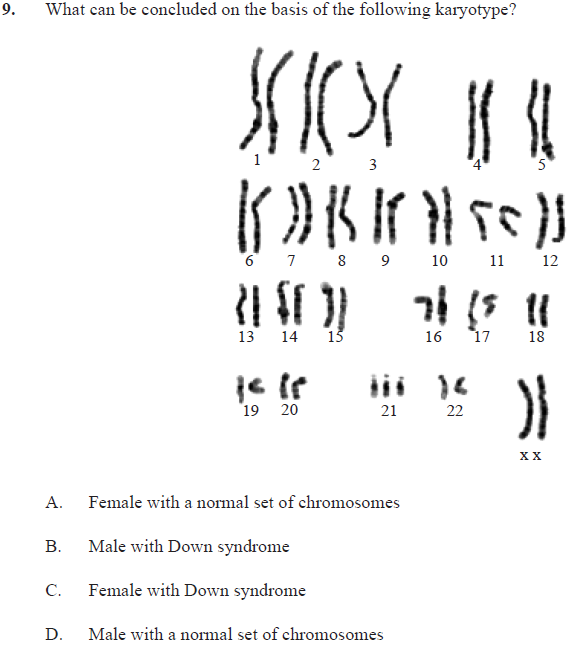 9. What can be concluded on the basis of the following karyotype?
1 2 3 4 5
6 7 8 9 10 11 12
13 14 15 16 17 18
19 20 21 22
x x
A. Female with a normal set of chromosomes
B. Male with Down syndrome
C. Female with Down syndrome
D. Male with a normal set of chromosomes